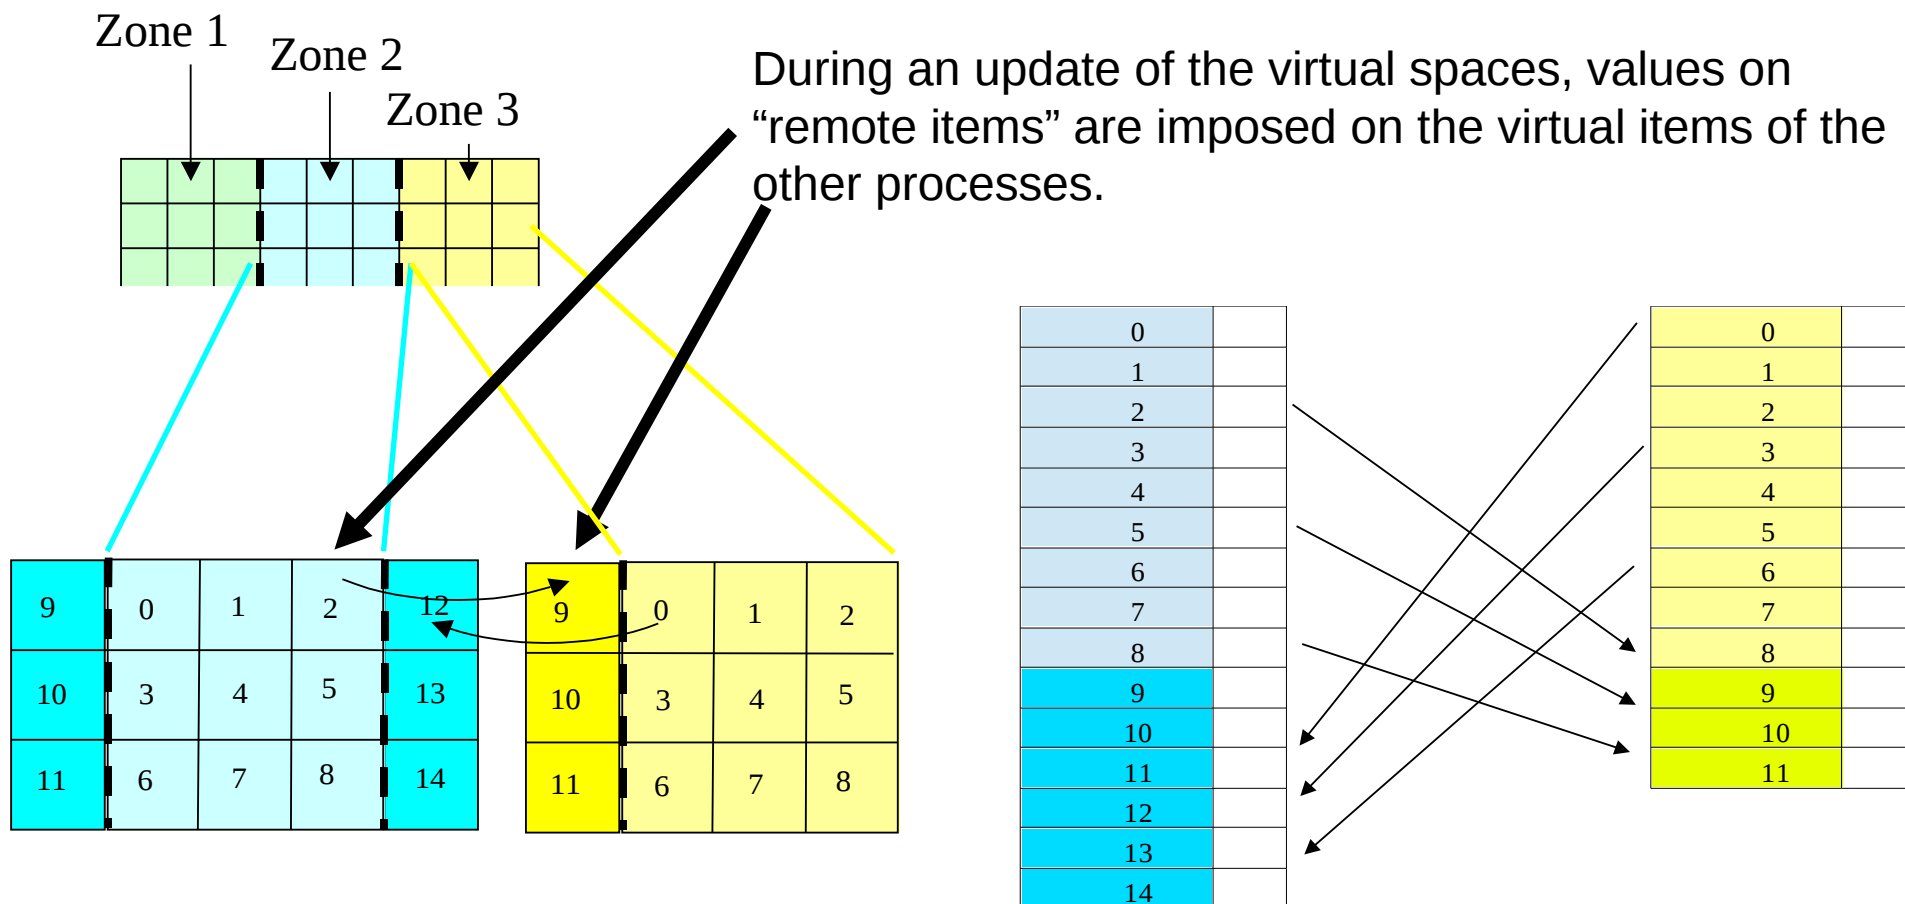 Zone 1
Zone 2
Zone 3
During an update of the virtual spaces, values on
“remote items” are imposed on the virtual items of the
other processes.
9 0 1 2 12
10 3 4 5 13
11 6 7 8 14
9 0 1 2
10 3 4 5
11 6 7 8
0
1
2
3
4
5
6
7
8
9
10
11
12
13
14
0
1
2
3
4
5
6
7
8
9
10
11